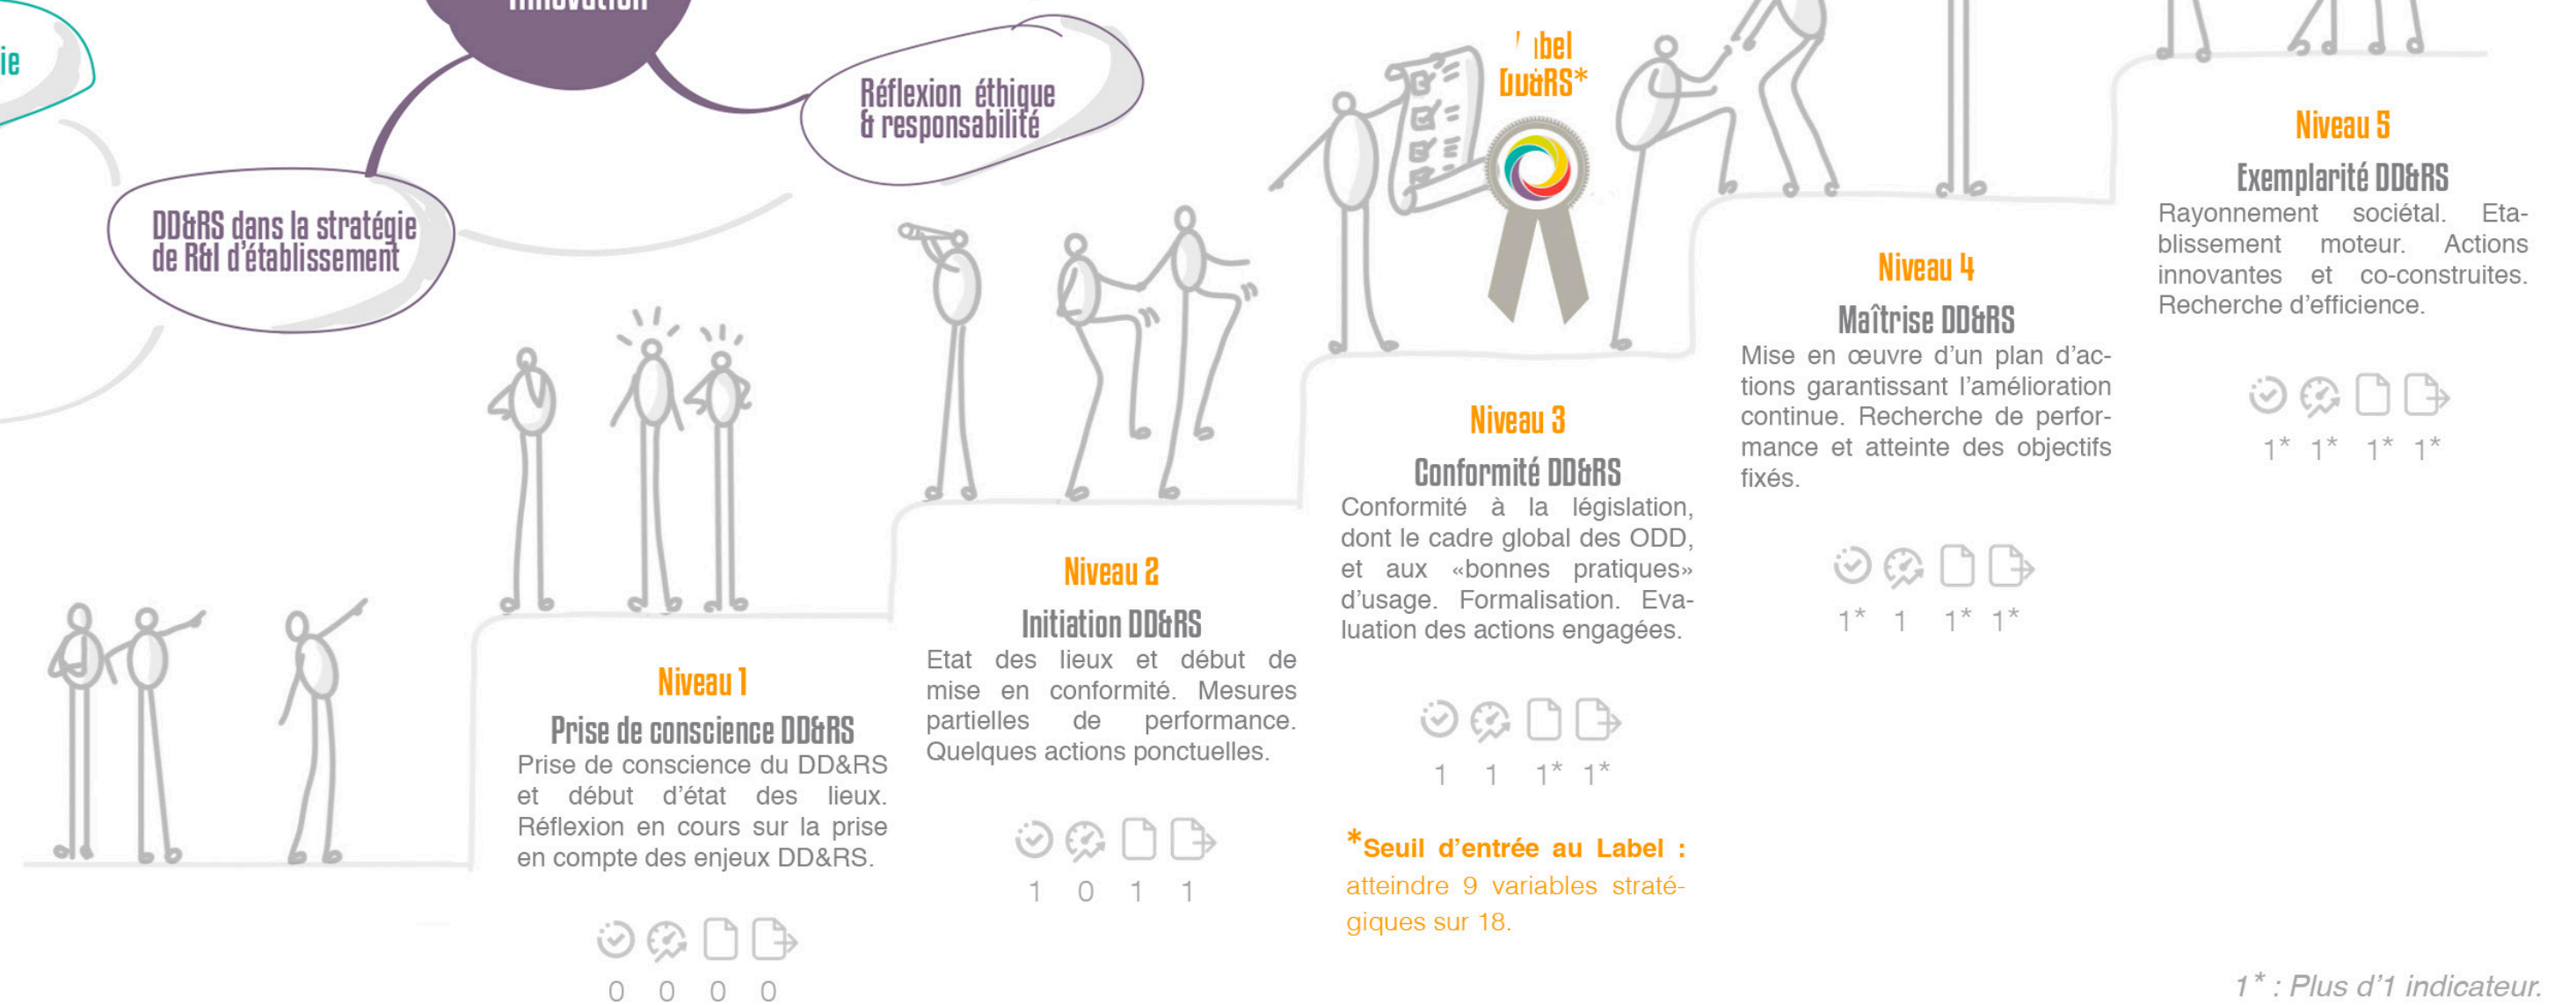 ie
Innovation
Réflexion éthique
& responsabilité
DD&RS dans la stratégie
de R&I d'établissement
DD&RS*
Niveau 1
Prise de conscience DD&RS
Prise de conscience du DD&RS
et début d'état des lieux.
Réflexion en cours sur la prise
en compte des enjeux DD&RS.
0 0 0 0
Niveau 2
Initiation DD&RS
Etat des lieux et début de
mise en conformité. Mesures
partielles de performance.
Quelques actions ponctuelles.
1 0 1 1
Niveau 3
Conformité DD&RS
Conformité à la législation,
dont le cadre global des ODD,
et aux «bonnes pratiques»
d'usage. Formalisation. Eva-
luation des actions engagées.
1 1 1* 1*
*Seuil d'entrée au Label :
atteindre 9 variables straté-
giques sur 18.
Niveau 4
Maîtrise DD&RS
Mise en œuvre d'un plan d'ac-
tions garantissant l'amélioration
continue. Recherche de perfor-
mance et atteinte des objectifs
fixés.
1* 1 1* 1*
Niveau 5
Exemplarité DD&RS
Rayonnement sociétal. Eta-
blissement moteur. Actions
innovantes et co-construites.
Recherche d'efficience.
1* 1* 1* 1*
1* : Plus d'1 indicateur.